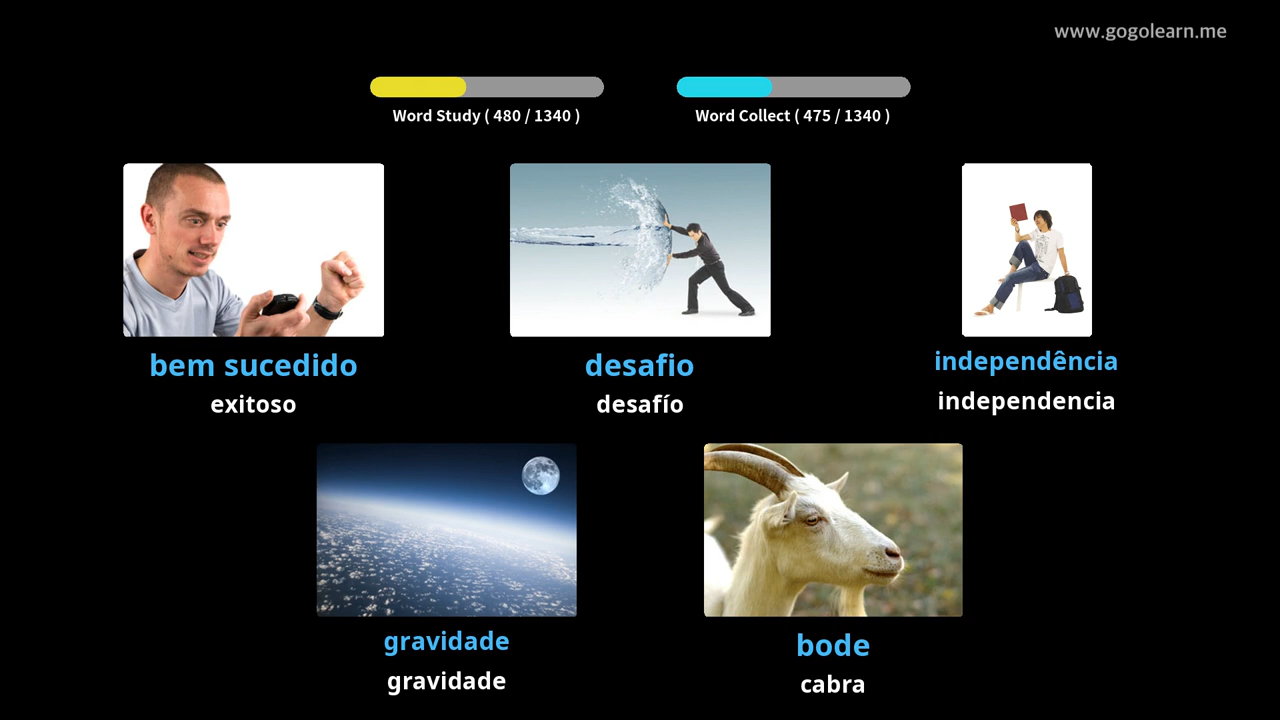 www.gogolearn.me
Word Study ( 480 / 1340 )
Word Collect ( 475 / 1340 )
bem sucedido
exitoso
desafio
desafío
independência
independencia
gravidade
gravidade
bode
cabra